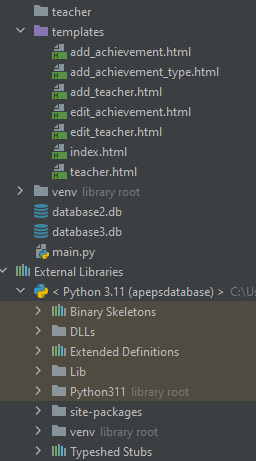 teacher
templates
add_achievement.html
add_achievement_type.html
add_teacher.html
edit_achievement.html
edit_teacher.html
index.html
teacher.html
venv library root
database2.db
database3.db
main.py
External Libraries
< Python 3.11 (apepsdatabase) > C:\Us
Binary Skeletons
DLLs
Extended Definitions
Lib
Python311 library root
site-packages
venv library root
Typeshed Stubs